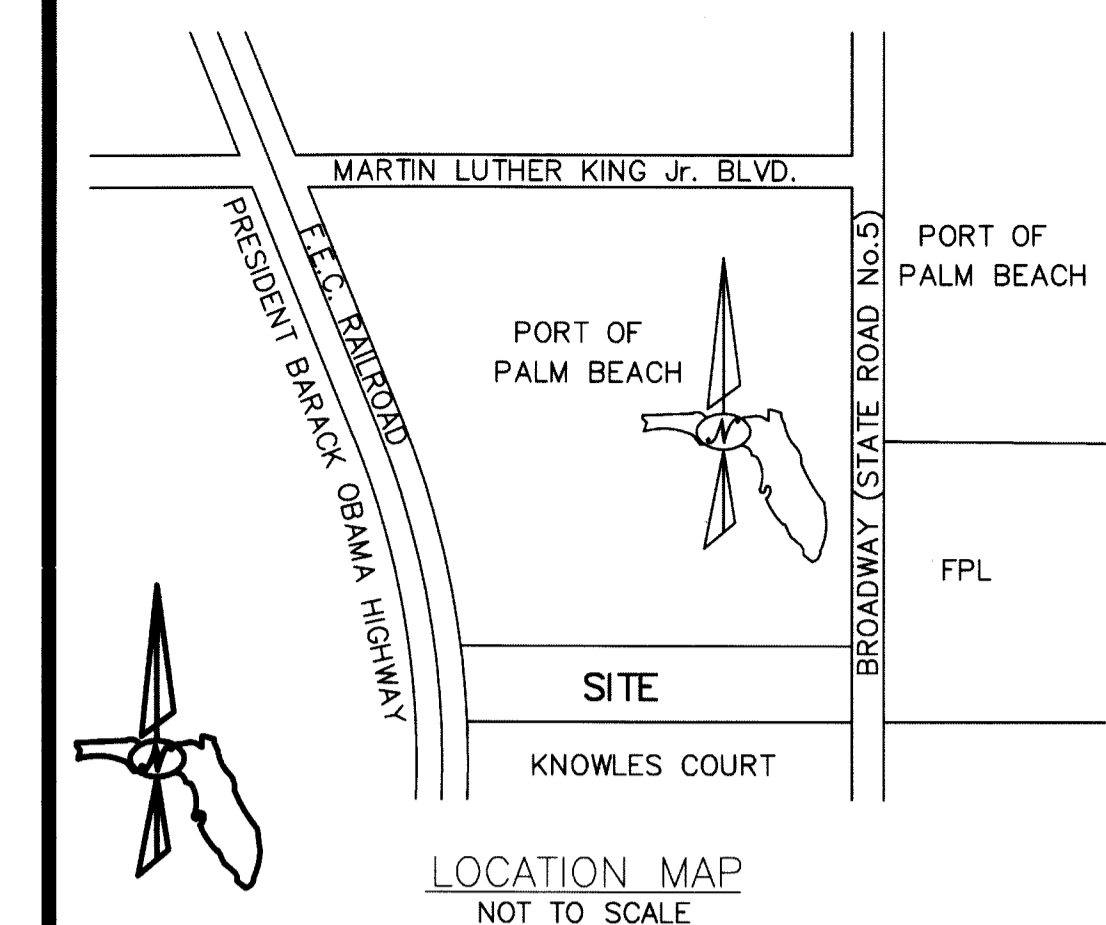 MARTIN LUTHER KING Jr. BLVD.
PRESIDENT BARACK OBAMA HIGHWAY
F.E.C. RAILROAD
PORT OF
PALM BEACH
N
BROADWAY (STATE ROAD No.5)
PORT OF
PALM BEACH
FPL
SITE
KNOWLES COURT
N
LOCATION MAP
NOT TO SCALE